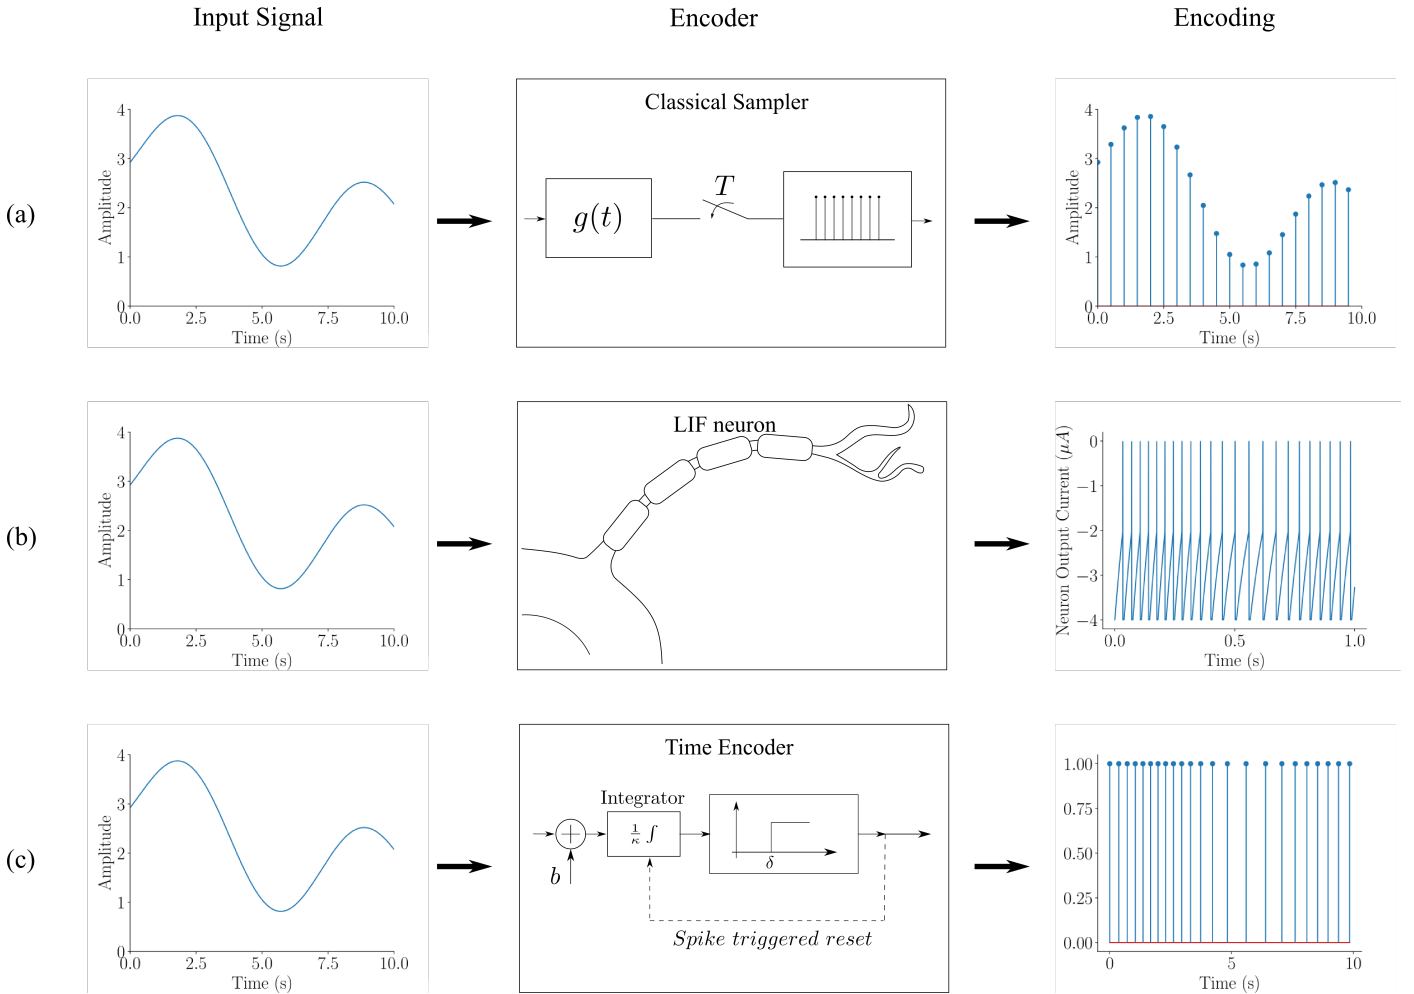 Input Signal Encoder Encoding
(a)
4
3
2
1
0
Amplitude
0.0 2.5 5.0 7.5 10.0
Time (s)
Classical Sampler
g(t)
T
4
3
2
1
0
Amplitude
0.0 2.5 5.0 7.5 10.0
Time (s)
(b)
4
3
2
1
0
Amplitude
0.0 2.5 5.0 7.5 10.0
Time (s)
LIF neuron
0
−1
−2
−3
−4
Neuron Output Current (μA)
0.0 0.5 1.0
Time (s)
(c)
4
3
2
1
0
Amplitude
0.0 2.5 5.0 7.5 10.0
Time (s)
Time Encoder
Integrator
1/κ ∫
b
δ
Spike triggered reset
1.00
0.75
0.50
0.25
0.00
0 5 10
Time (s)